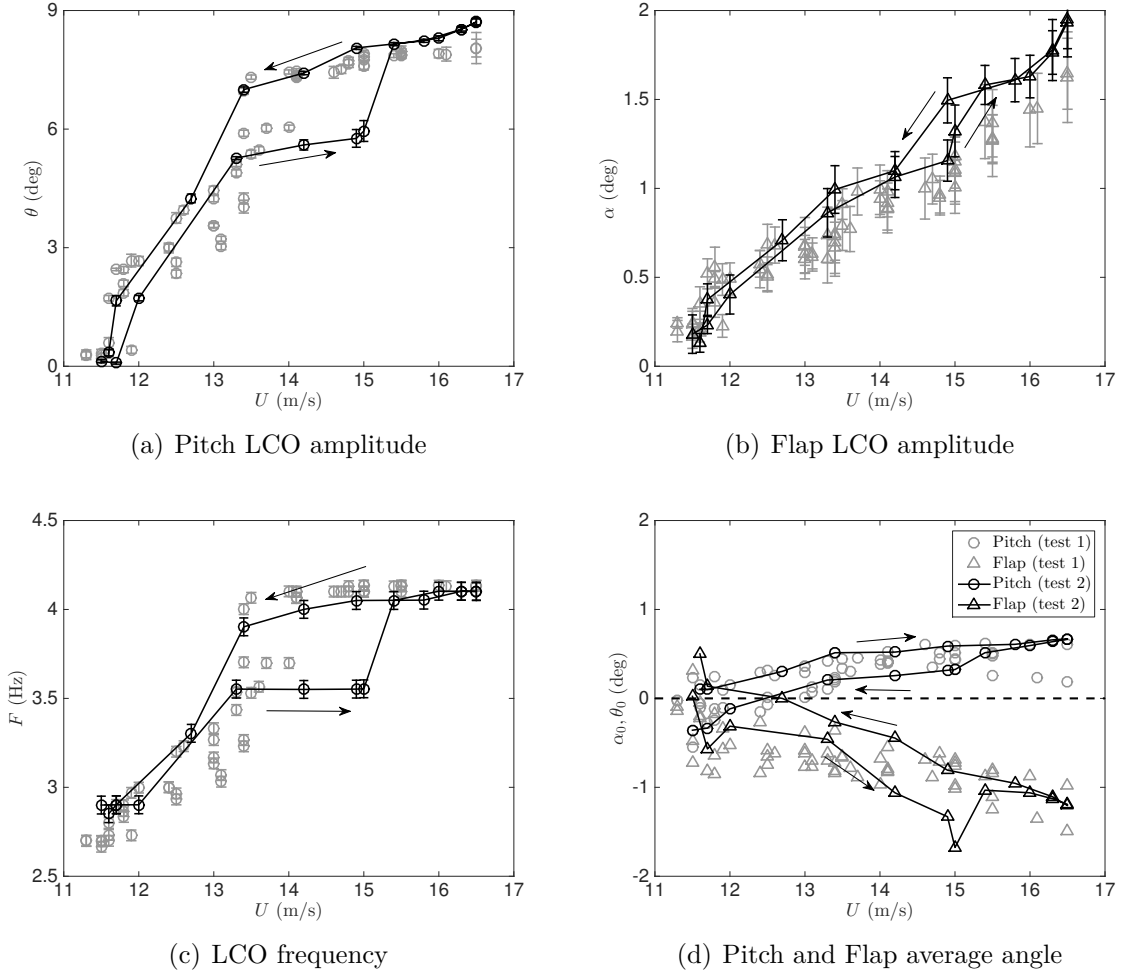 9
6
3
0
θ (deg)
11 12 13 14 15 16 17
U (m/s)
(a) Pitch LCO amplitude
2
1.5
1
0.5
0
α (deg)
11 12 13 14 15 16 17
U (m/s)
(b) Flap LCO amplitude
4.5
4
3.5
3
2.5
F (Hz)
11 12 13 14 15 16 17
U (m/s)
(c) LCO frequency
2
1
0
-1
-2
α₀, θ₀ (deg)
Pitch (test 1)
Flap (test 1)
Pitch (test 2)
Flap (test 2)
11 12 13 14 15 16 17
U (m/s)
(d) Pitch and Flap average angle